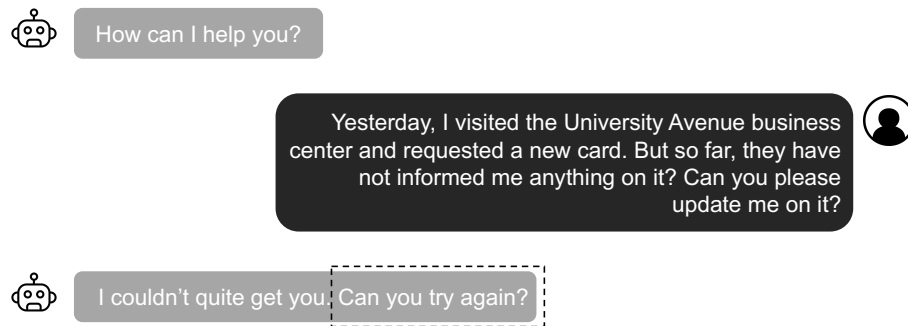 How can I help you?
Yesterday, I visited the University Avenue business
center and requested a new card. But so far, they have
not informed me anything on it? Can you please
update me on it?
I couldn’t quite get you. Can you try again?